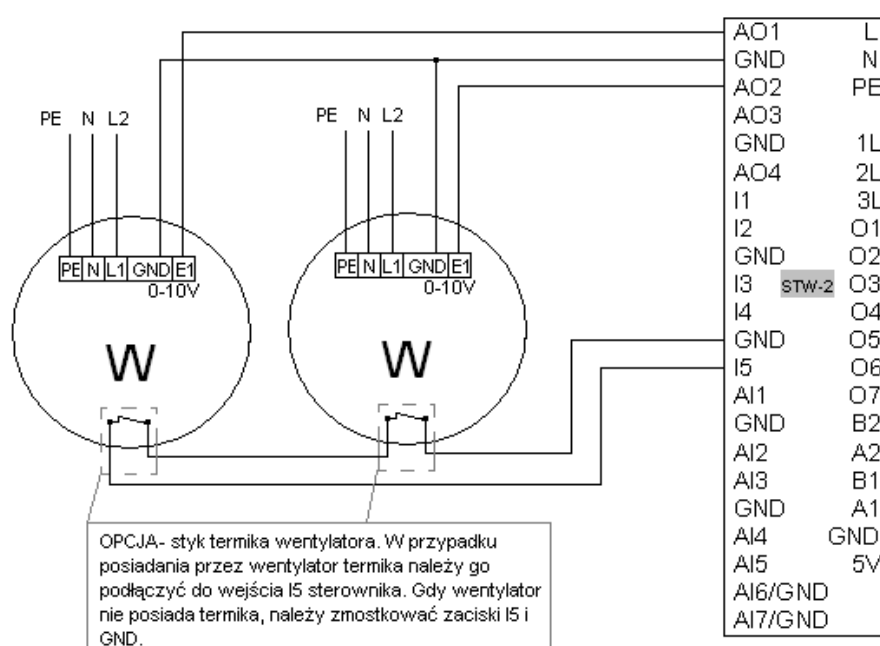 AO1 L
GND N
AO2 PE
AO3
GND 1L
AO4 2L
I1 3L
I2 O1
GND O2
I3 STW-2 O3
I4 O4
GND O5
I5 O6
AI1 O7
GND B2
AI2 A2
AI3 B1
GND A1
AI4 GND
AI5 5V
AI6/GND
AI7/GND
PE N L2
PE N L1 GND E1
0-10V
W
PE N L2
PE N L1 GND E1
0-10V
W
OPCJA- styk termika wentylatora. W przypadku
posiadania przez wentylator termika należy go
podłączyć do wejścia I5 sterownika. Gdy wentylator
nie posiada termika, należy zmostkować zaciski I5 i
GND.